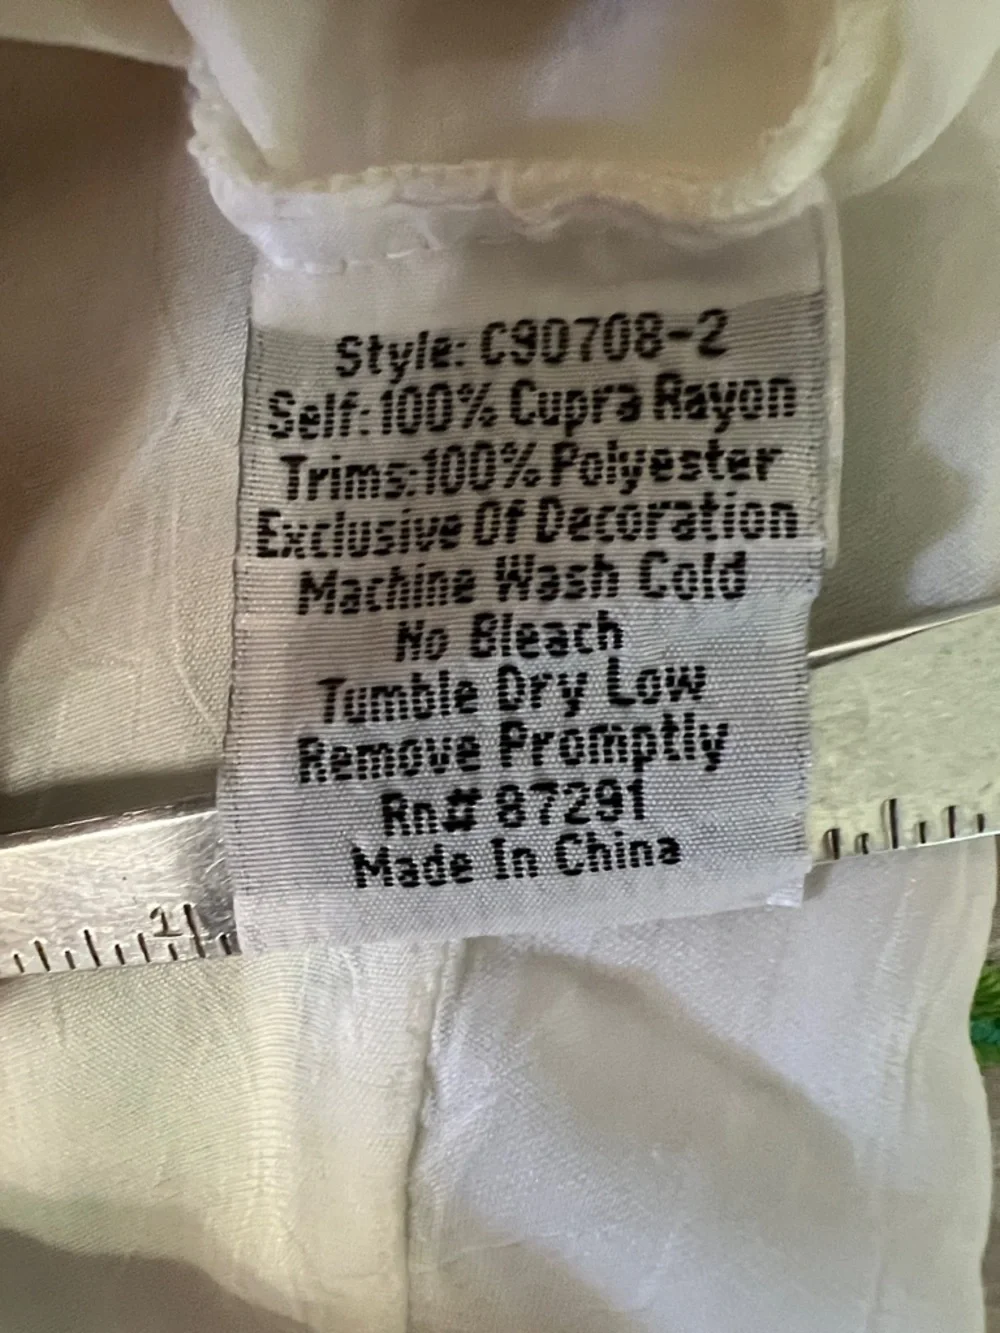 Style: C90708-2
Self:100% Cupra Rayon
Trims:100% Polyester
Exclusive Of Decoration
Machine Wash Cold
No Bleach
Tumble Dry Low
Remove Promptly
Rn# 87291
Made In China
2